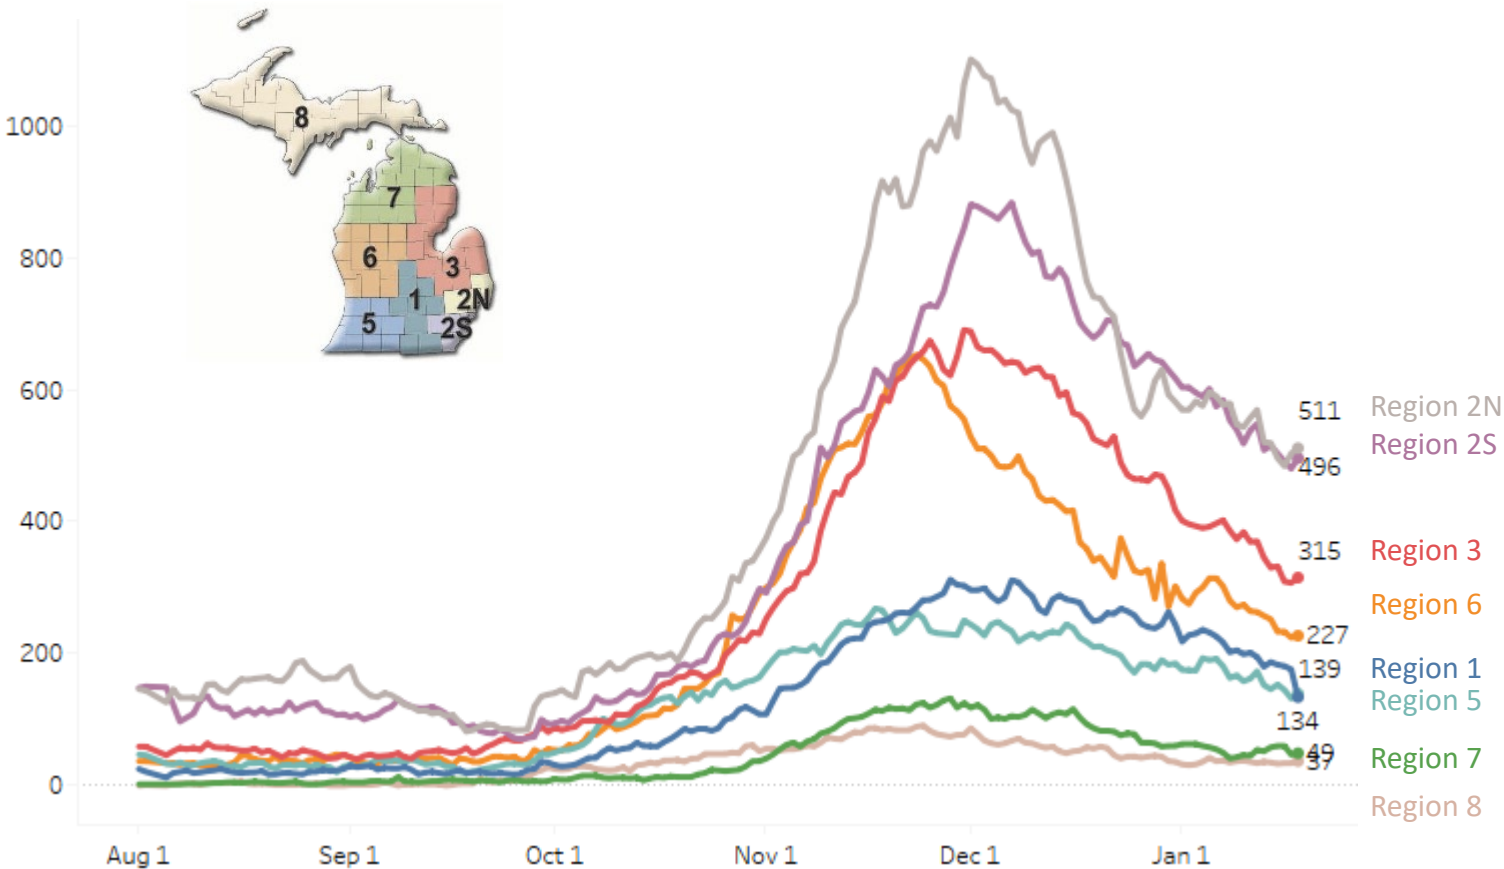 1000
800
600
400
200
0
8
7
6
3
1
2N
5
2S
511
Region 2N
Region 2S
496
315
Region 3
Region 6
227
139
Region 1
Region 5
134
49
Region 7
37
Region 8
Aug 1
Sep 1
Oct 1
Nov 1
Dec 1
Jan 1